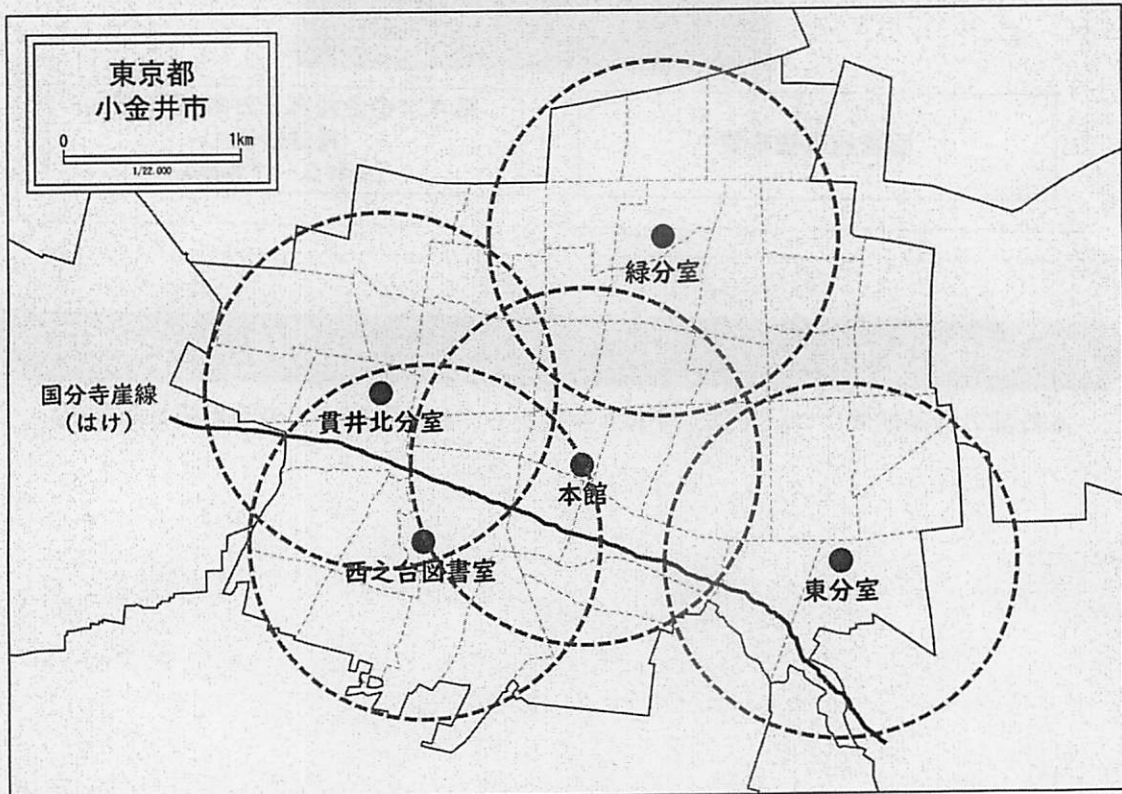 東京都
小金井市
0 1km
1/22.000
緑分室
国分寺崖線
(はけ)
貫井北分室
本館
西之台図書室
東分室